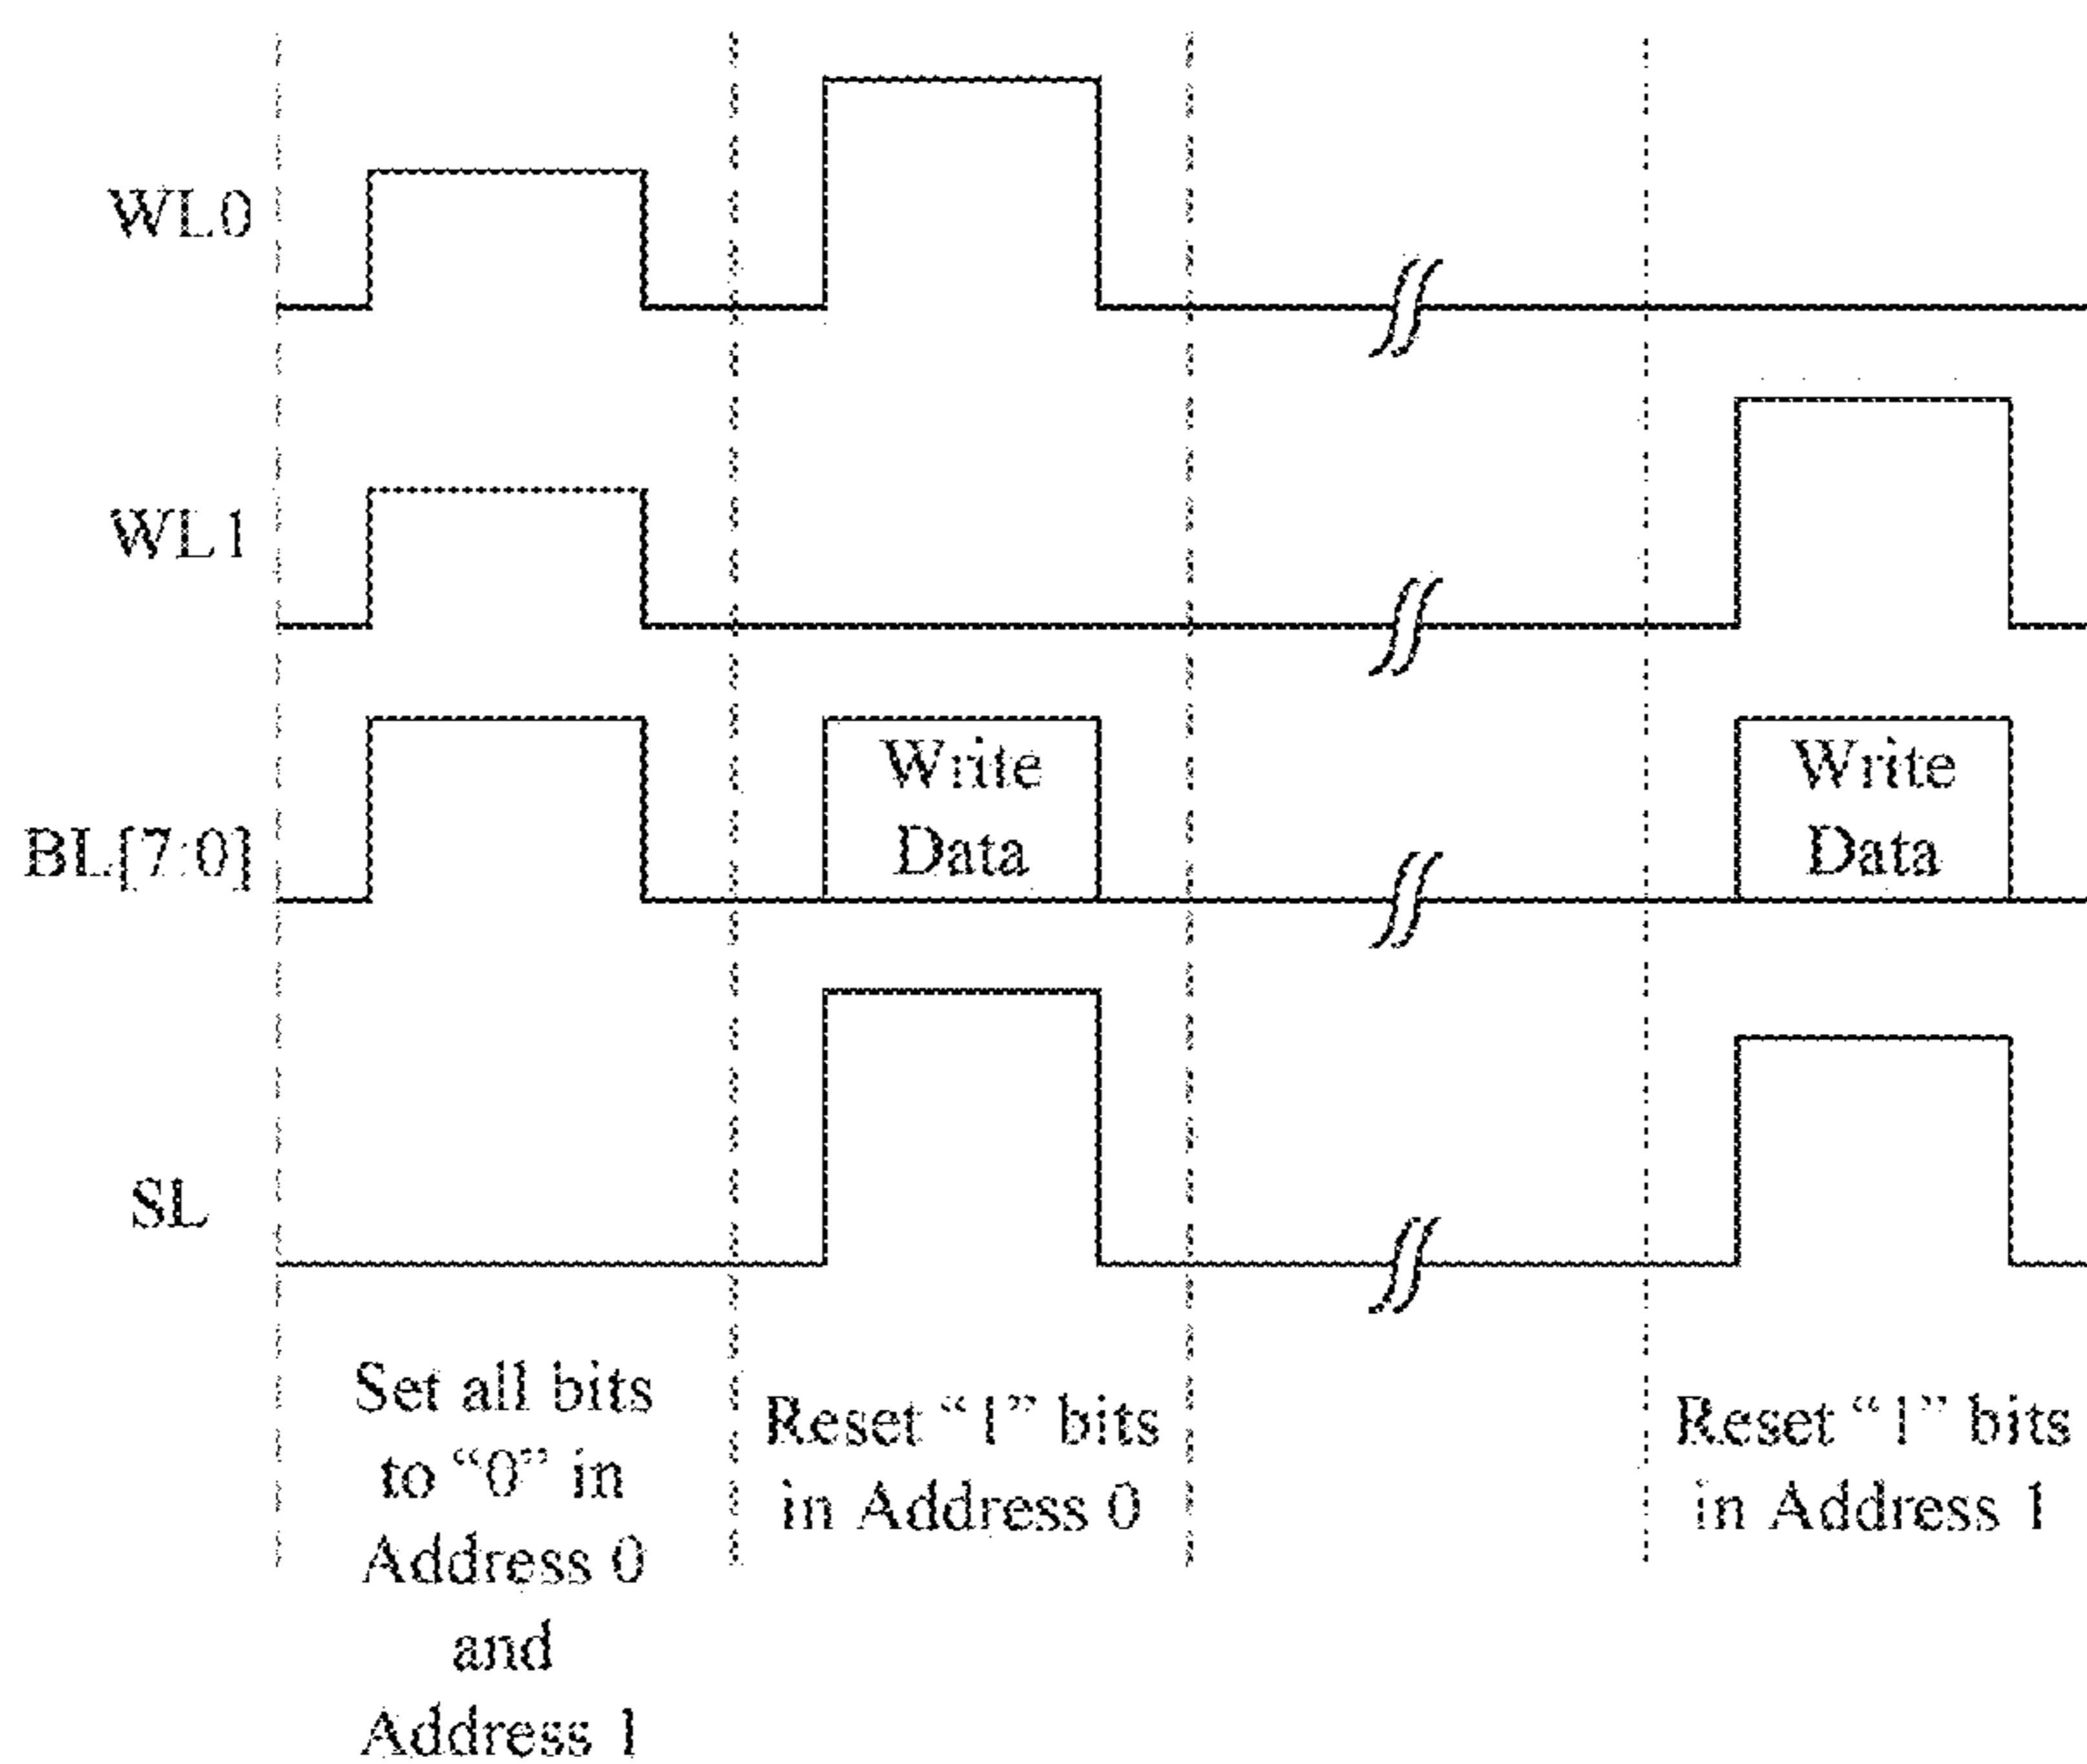 WL0
WL1
BL[7:0]
Write
Data
Write
Data
SL
Set all bits
to “0” in
Address 0
and
Address 1
Reset “1” bits
in Address 0
Reset “1” bits
in Address 1